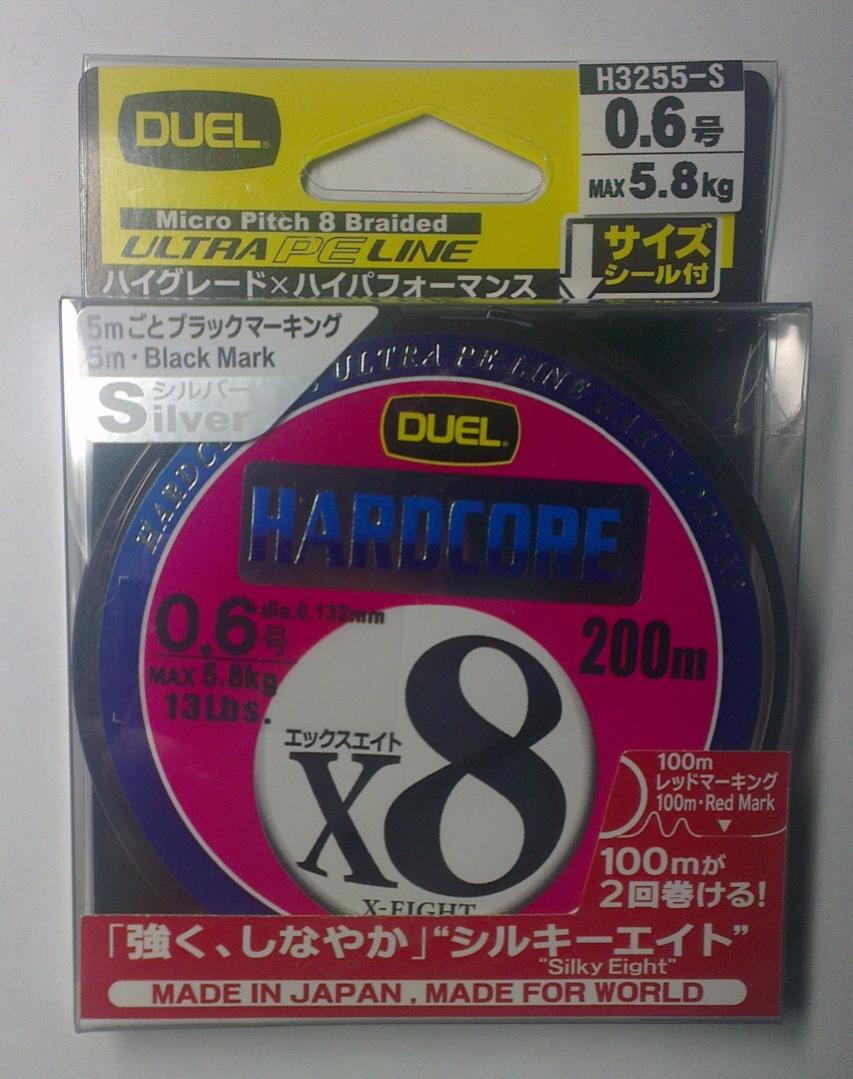 DUEL®
H3255-S
0.6号
MAX 5.8kg
Micro Pitch 8 Braided
ULTRA PE LINE
ハイグレード×ハイパフォーマンス
サイズ
シール付
5mごとブラックマーキング
5m・Black Mark
シルバー
Silver
ULTRA PE LINE HARDCORE X8
DUEL®
HARDCORE
0.6号 dia.0.132mm
MAX 5.8kg
13Lbs.
200m
エックスエイト
X8
X-EIGHT
100m
レッドマーキング
100m・Red Mark
100mが
2回巻ける!
「強く、しなやか」“シルキーエイト”
“Silky Eight”
MADE IN JAPAN , MADE FOR WORLD